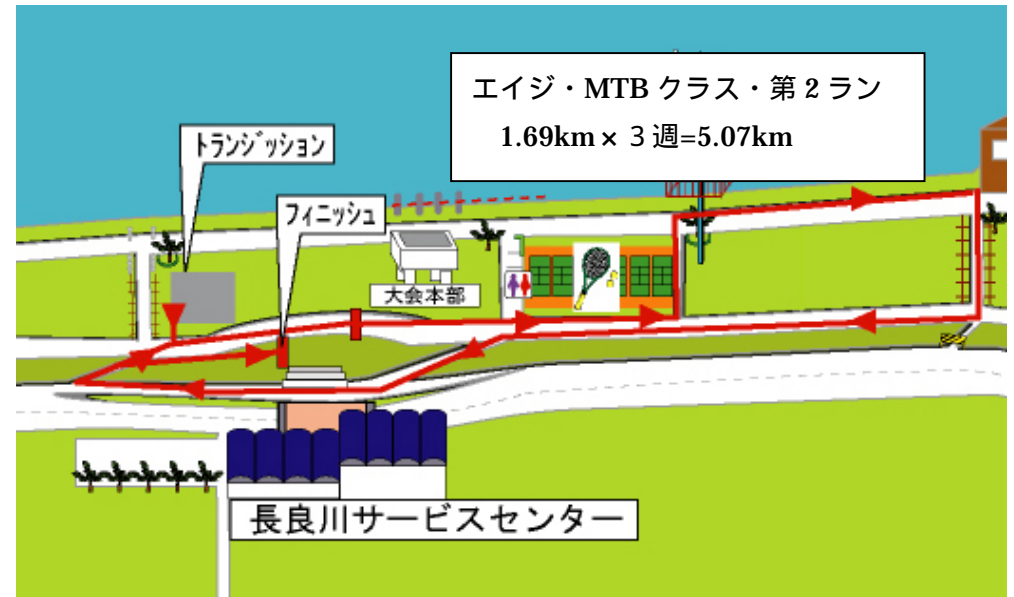 エイジ・MTB クラス・第 2 ラン
1.69km × ３週=5.07km
ﾄﾗﾝｼﾞｯｼｮﾝ
ﾌｨﾆｯｼｭ
大会本部
長良川サービスセンター